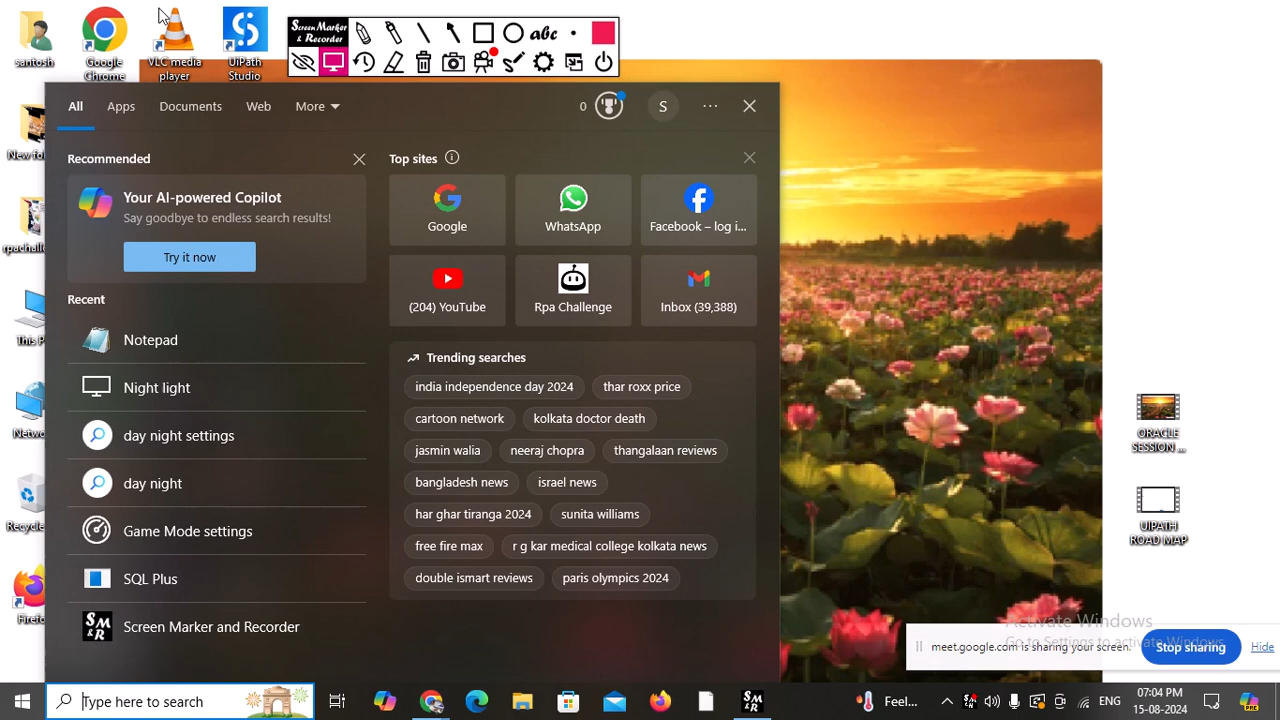 santosh
Google
Chrome
VLC media
player
UiPath
Studio
Screen Marker
& Recorder
abc
All
Apps
Documents
Web
More
0
S
Recommended
Your AI-powered Copilot
Say goodbye to endless search results!
Try it now
Recent
Notepad
Night light
day night settings
day night
Game Mode settings
SQL Plus
Screen Marker and Recorder
Top sites
Google
WhatsApp
Facebook – log i...
(204) YouTube
Rpa Challenge
Inbox (39,388)
Trending searches
india independence day 2024
thar roxx price
cartoon network
kolkata doctor death
jasmin walia
neeraj chopra
thangalaan reviews
bangladesh news
israel news
har ghar tiranga 2024
sunita williams
free fire max
r g kar medical college kolkata news
double ismart reviews
paris olympics 2024
New fo
rpachalle
This P
Netwo
Recycle
Firefo
ORACLE
SESSION ...
UIPATH
ROAD MAP
Activate Windows
Go to Settings to activate Windows.
meet.google.com is sharing your screen.
Stop sharing
Hide
Type here to search
Feel...
ENG
07:04 PM
15-08-2024
PRE